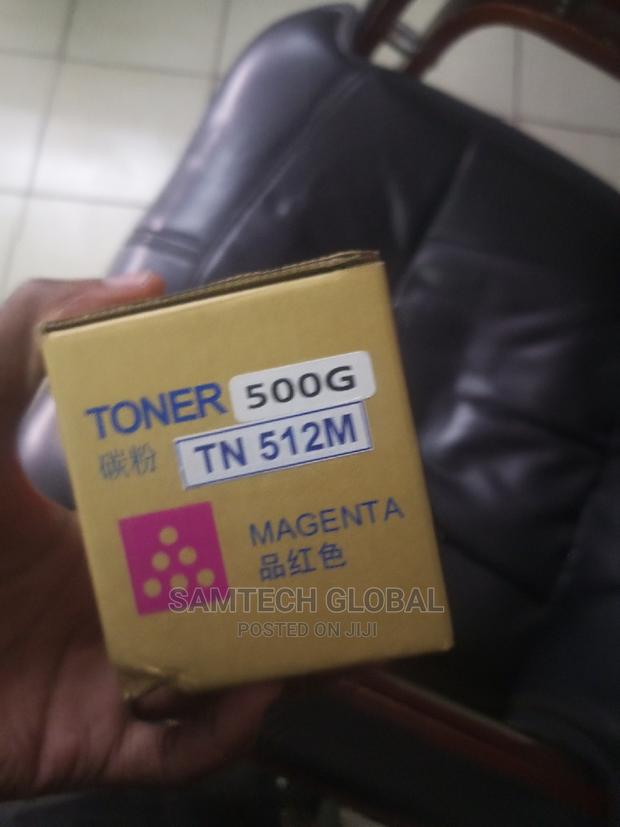 TONER 500G
碳粉 TN 512M
MAGENTA
品红色
SAMTECH GLOBAL
POSTED ON JIJI